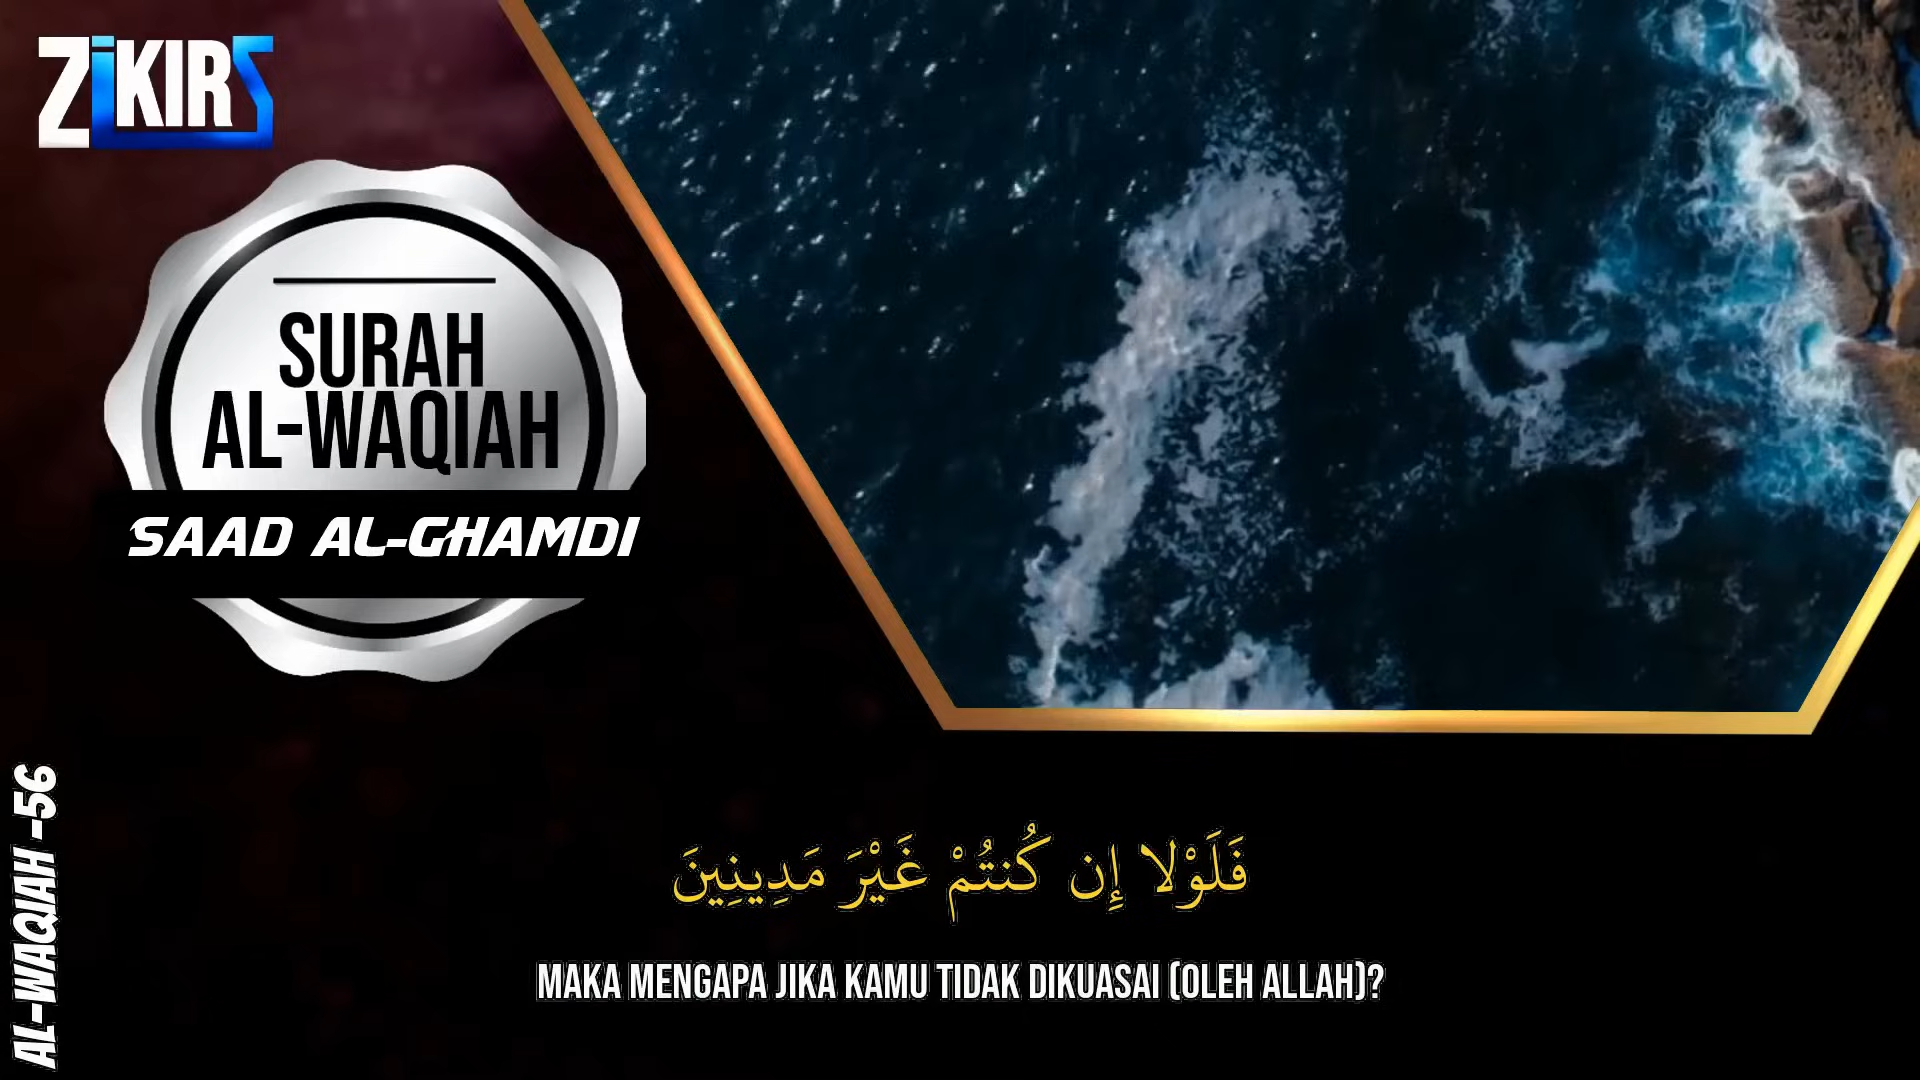 ZiKIRS
SURAH
AL-WAQIAH
SAAD AL-GHAMDI
AL-WAQIAH -56
فَلَوْلا إِن كُنتُمْ غَيْرَ مَدِينِينَ
MAKA MENGAPA JIKA KAMU TIDAK DIKUASAI (OLEH ALLAH)?